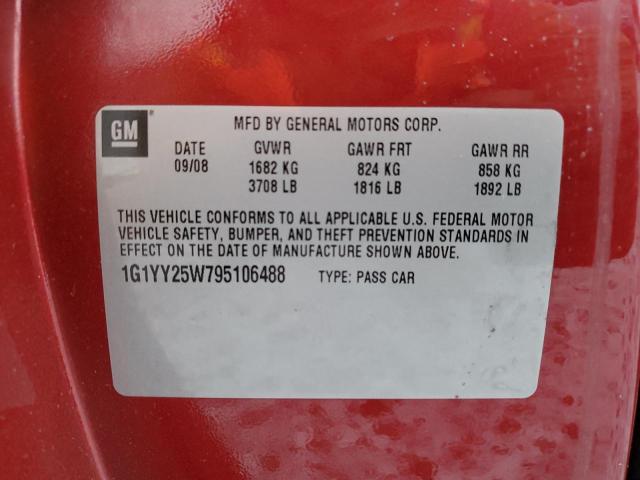 GM® MFD BY GENERAL MOTORS CORP.
DATE GVWR GAWR FRT GAWR RR
09/08 1682 KG 824 KG 858 KG
3708 LB 1816 LB 1892 LB
THIS VEHICLE CONFORMS TO ALL APPLICABLE U.S. FEDERAL MOTOR
VEHICLE SAFETY, BUMPER, AND THEFT PREVENTION STANDARDS IN
EFFECT ON THE DATE OF MANUFACTURE SHOWN ABOVE.
1G1YY25W795106488 TYPE: PASS CAR